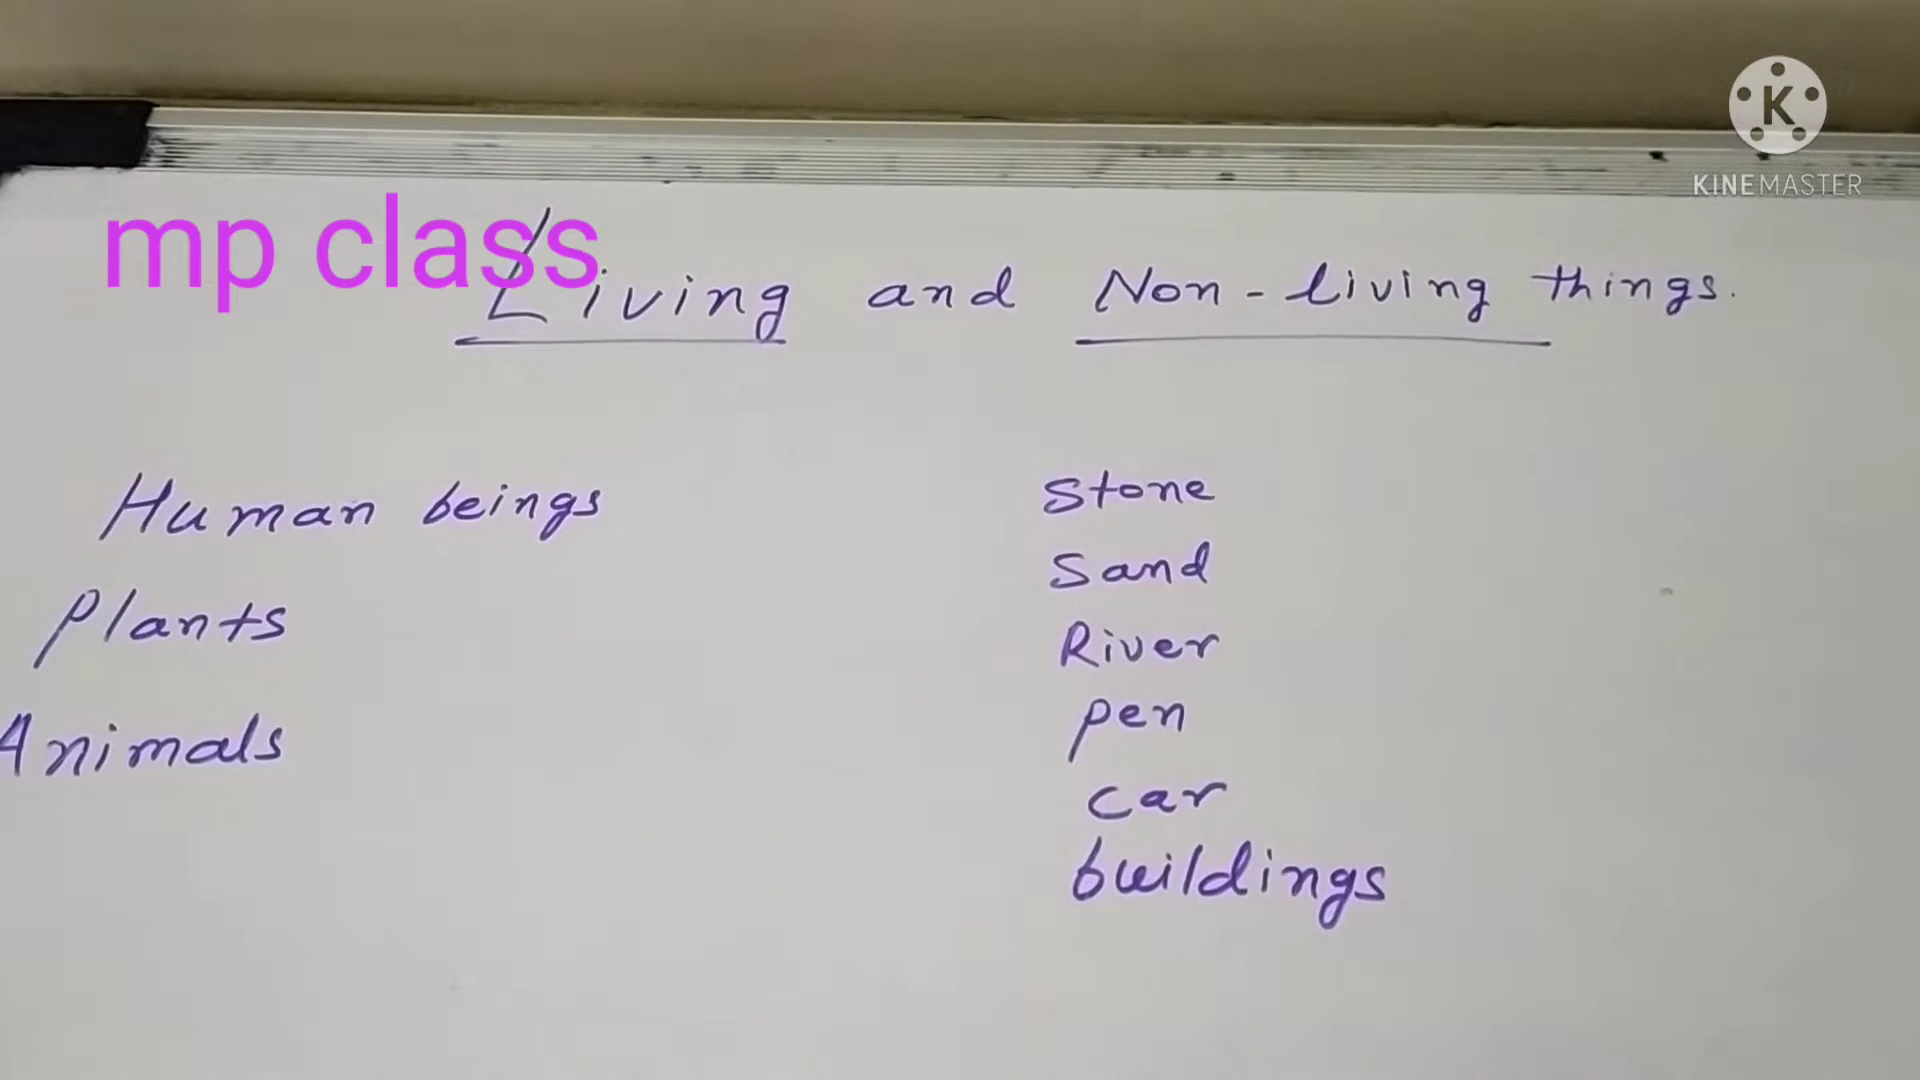 KINEMASTER
mp class
Living and Non-living things.
Human beings
Plants
Animals
Stone
Sand
River
pen
car
buildings